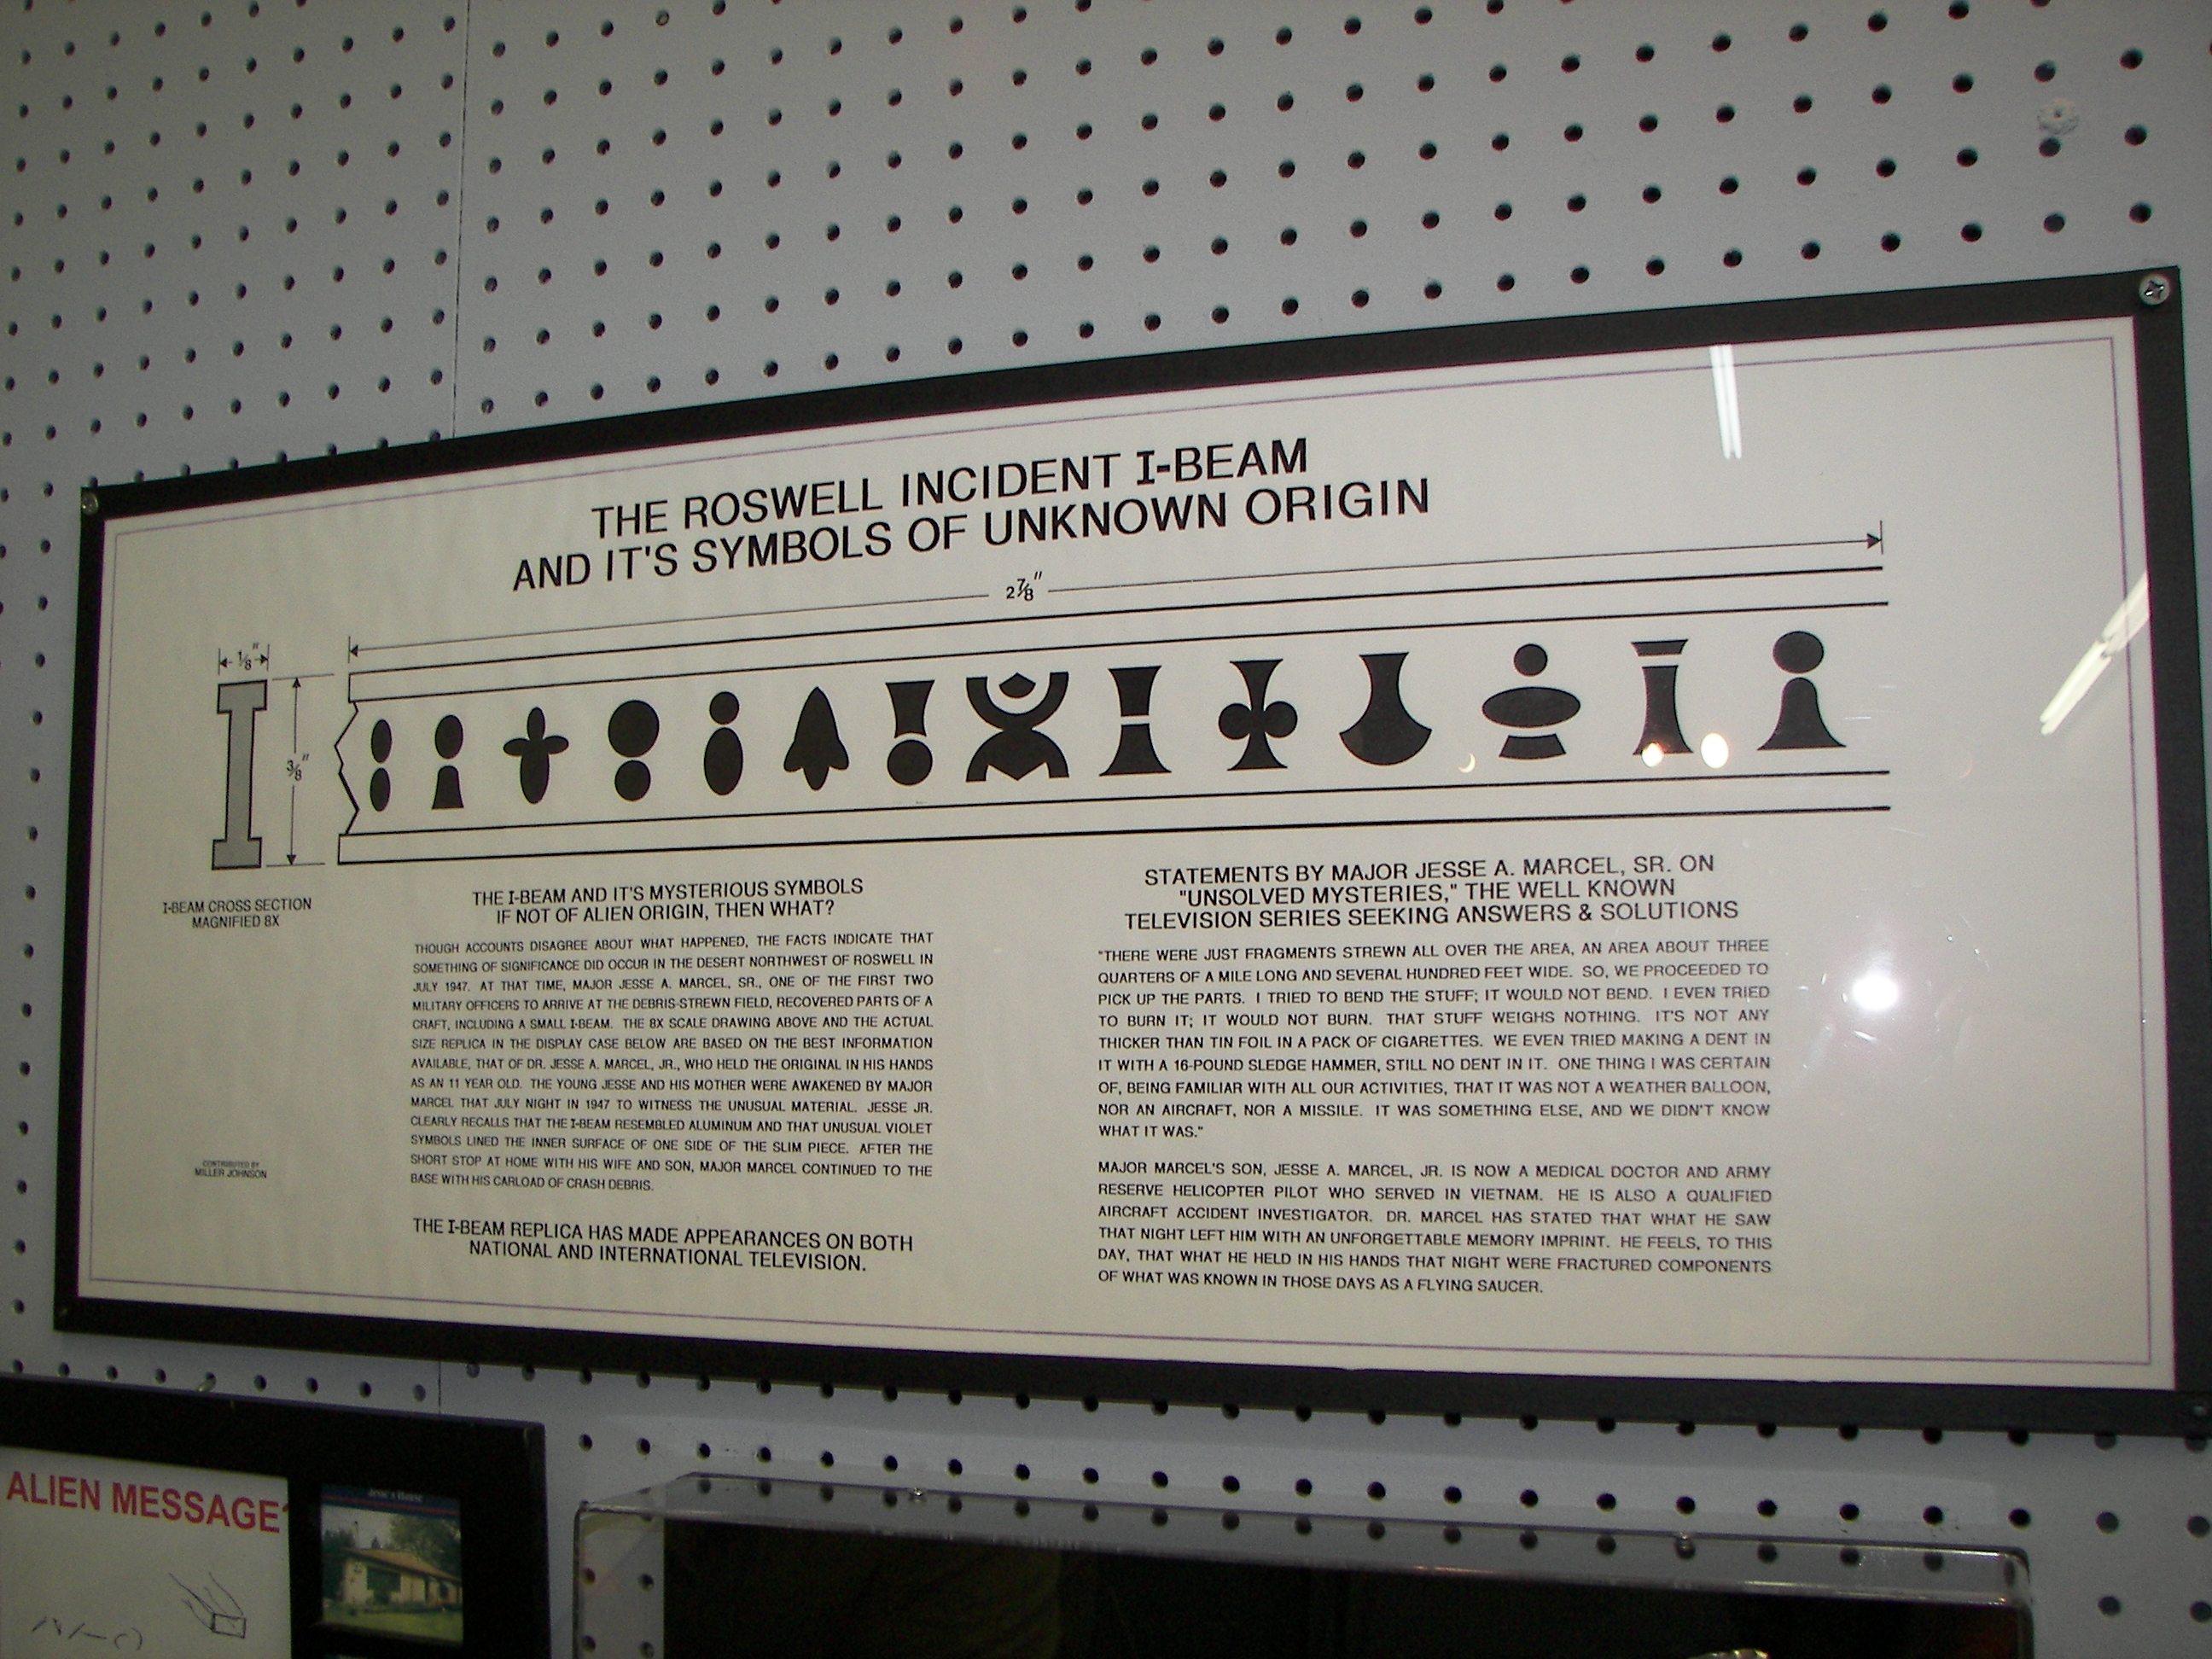 THE ROSWELL INCIDENT I-BEAM
AND IT'S SYMBOLS OF UNKNOWN ORIGIN
2⅞"
⅛"
⅜"
I-BEAM CROSS SECTION
MAGNIFIED 8X
THE I-BEAM AND IT'S MYSTERIOUS SYMBOLS
IF NOT OF ALIEN ORIGIN, THEN WHAT?
THOUGH ACCOUNTS DISAGREE ABOUT WHAT HAPPENED, THE FACTS INDICATE THAT
SOMETHING OF SIGNIFICANCE DID OCCUR IN THE DESERT NORTHWEST OF ROSWELL IN
JULY 1947. AT THAT TIME, MAJOR JESSE A. MARCEL, SR., ONE OF THE FIRST TWO
MILITARY OFFICERS TO ARRIVE AT THE DEBRIS-STREWN FIELD, RECOVERED PARTS OF A
CRAFT, INCLUDING A SMALL I-BEAM. THE 8X SCALE DRAWING ABOVE AND THE ACTUAL
SIZE REPLICA IN THE DISPLAY CASE BELOW ARE BASED ON THE BEST INFORMATION
AVAILABLE, THAT OF DR. JESSE A. MARCEL, JR., WHO HELD THE ORIGINAL IN HIS HANDS
AS AN 11 YEAR OLD. THE YOUNG JESSE AND HIS MOTHER WERE AWAKENED BY MAJOR
MARCEL THAT JULY NIGHT IN 1947 TO WITNESS THE UNUSUAL MATERIAL. JESSE JR.
CLEARLY RECALLS THAT THE I-BEAM RESEMBLED ALUMINUM AND THAT UNUSUAL VIOLET
SYMBOLS LINED THE INNER SURFACE OF ONE SIDE OF THE SLIM PIECE. AFTER THE
SHORT STOP AT HOME WITH HIS WIFE AND SON, MAJOR MARCEL CONTINUED TO THE
BASE WITH HIS CARLOAD OF CRASH DEBRIS.
THE I-BEAM REPLICA HAS MADE APPEARANCES ON BOTH
NATIONAL AND INTERNATIONAL TELEVISION.
CONTRIBUTED BY
MILLER JOHNSON
STATEMENTS BY MAJOR JESSE A. MARCEL, SR. ON
"UNSOLVED MYSTERIES," THE WELL KNOWN
TELEVISION SERIES SEEKING ANSWERS & SOLUTIONS
"THERE WERE JUST FRAGMENTS STREWN ALL OVER THE AREA, AN AREA ABOUT THREE
QUARTERS OF A MILE LONG AND SEVERAL HUNDRED FEET WIDE. SO, WE PROCEEDED TO
PICK UP THE PARTS. I TRIED TO BEND THE STUFF; IT WOULD NOT BEND. I EVEN TRIED
TO BURN IT; IT WOULD NOT BURN. THAT STUFF WEIGHS NOTHING. IT'S NOT ANY
THICKER THAN TIN FOIL IN A PACK OF CIGARETTES. WE EVEN TRIED MAKING A DENT IN
IT WITH A 16-POUND SLEDGE HAMMER, STILL NO DENT IN IT. ONE THING I WAS CERTAIN
OF, BEING FAMILIAR WITH ALL OUR ACTIVITIES, THAT IT WAS NOT A WEATHER BALLOON,
NOR AN AIRCRAFT, NOR A MISSILE. IT WAS SOMETHING ELSE, AND WE DIDN'T KNOW
WHAT IT WAS."
MAJOR MARCEL'S SON, JESSE A. MARCEL, JR. IS NOW A MEDICAL DOCTOR AND ARMY
RESERVE HELICOPTER PILOT WHO SERVED IN VIETNAM. HE IS ALSO A QUALIFIED
AIRCRAFT ACCIDENT INVESTIGATOR. DR. MARCEL HAS STATED THAT WHAT HE SAW
THAT NIGHT LEFT HIM WITH AN UNFORGETTABLE MEMORY IMPRINT. HE FEELS, TO THIS
DAY, THAT WHAT HE HELD IN HIS HANDS THAT NIGHT WERE FRACTURED COMPONENTS
OF WHAT WAS KNOWN IN THOSE DAYS AS A FLYING SAUCER.
ALIEN MESSAGE?